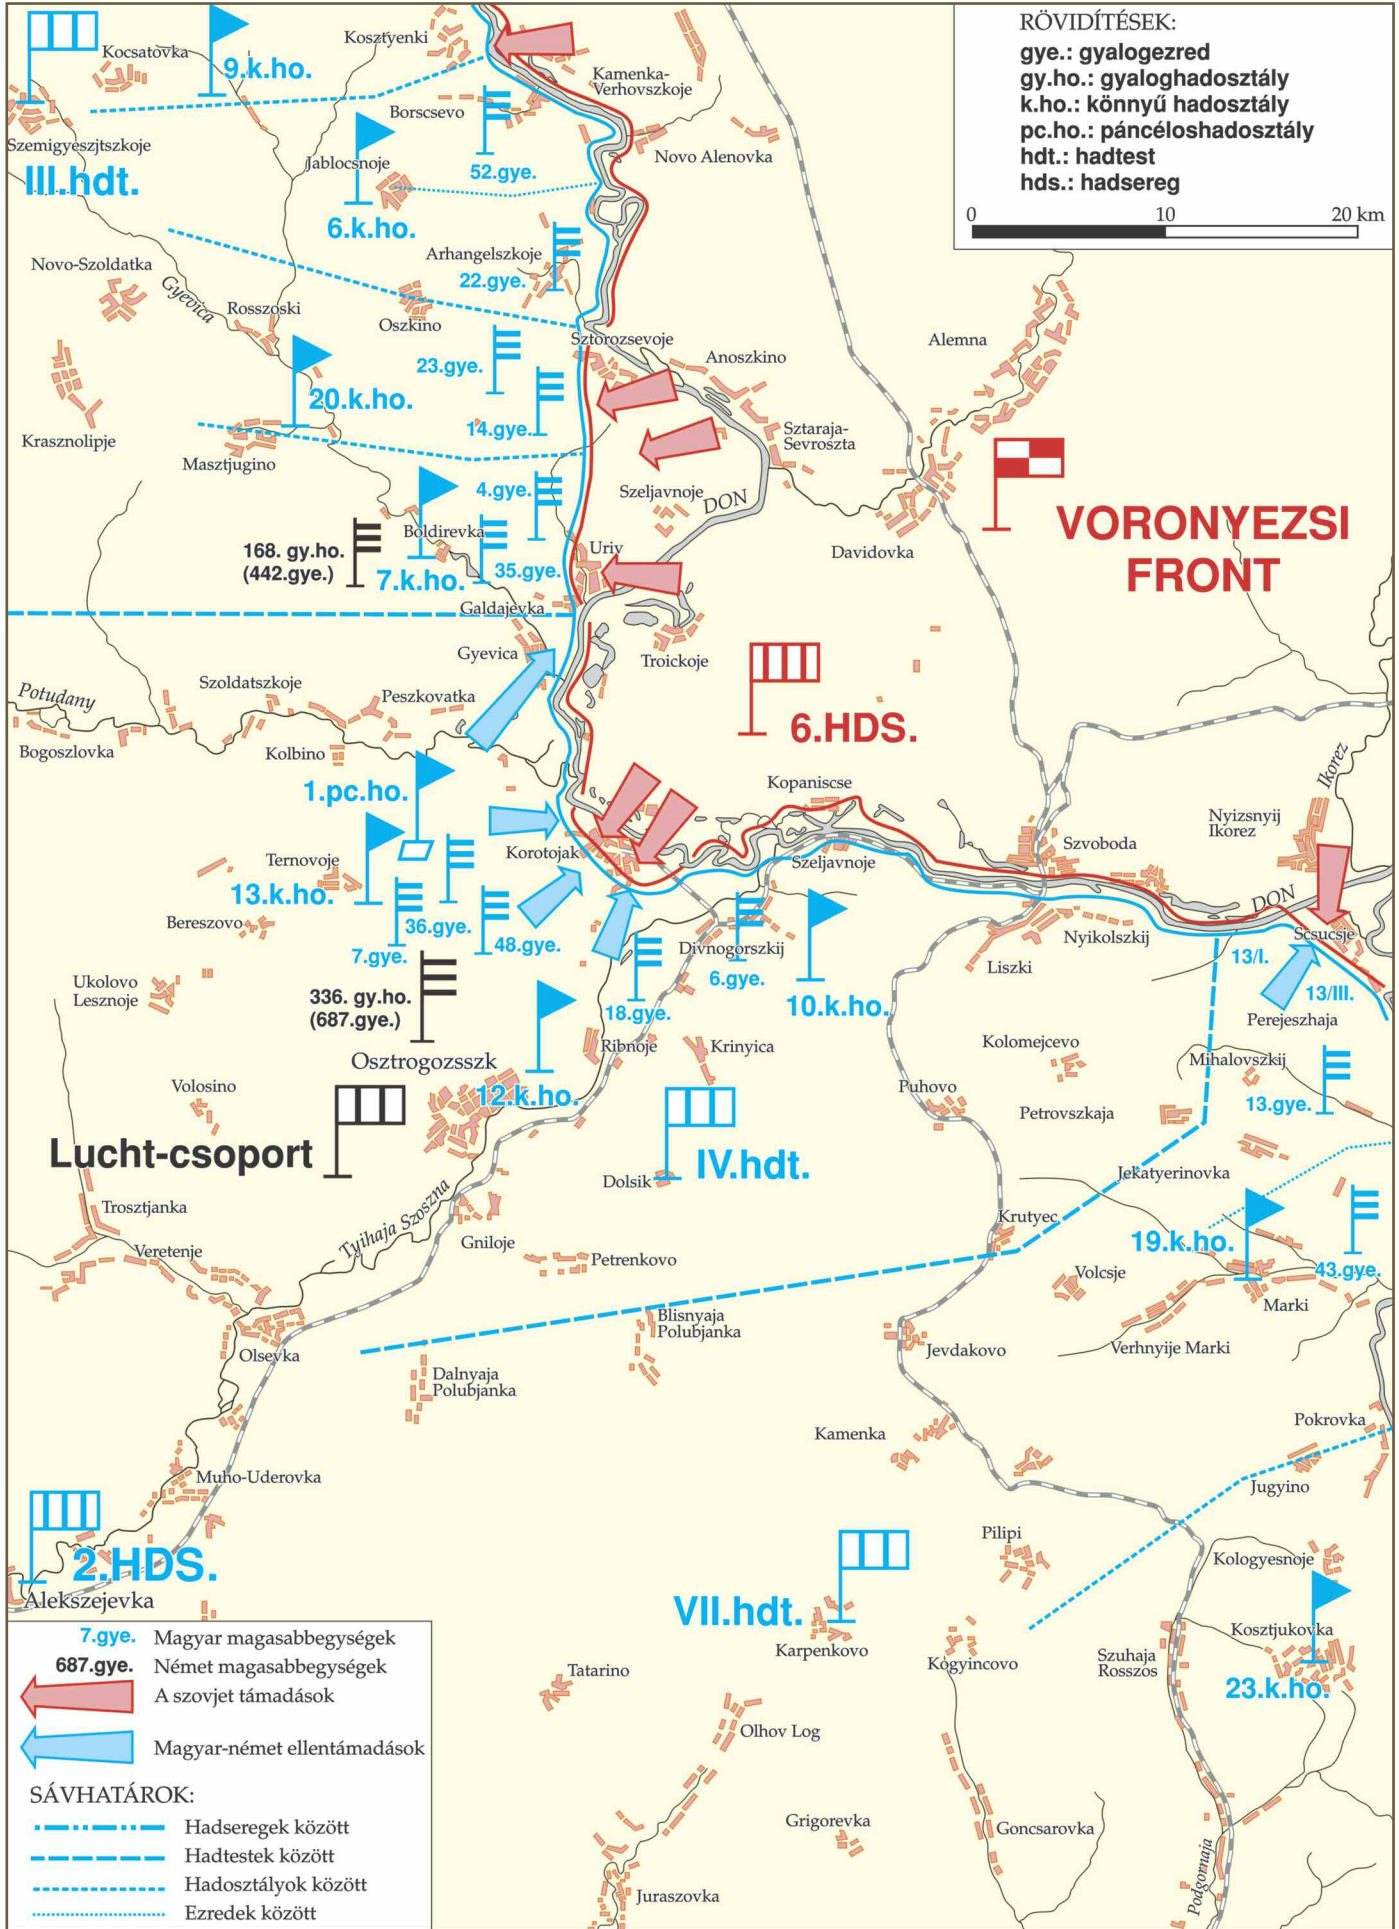 RÖVIDÍTÉSEK:
gye.: gyalogezred
gy.ho.: gyaloghadosztály
k.ho.: könnyű hadosztály
pc.ho.: páncéloshadosztály
hdt.: hadtest
hds.: hadsereg
0 10 20 km
Kocsatovka
9.k.ho.
Kosztyenki
Kamenka-
Verhovszkoje
Borscsevo
Szemigyeszjtszkoje
III.hdt.
Jablocsnoje
52.gye.
Novo Alenovka
6.k.ho.
Arhangelszkoje
22.gye.
Novo-Szoldatka
Gyevica
Rosszoski
Oszkino
Sztorozsevoje
Anoszkino
Alemna
23.gye.
20.k.ho.
14.gye.
Krasznolipje
Masztjugino
Sztaraja-
Sevroszta
4.gye.
Szeljavnoje
DON
Boldirevka
168. gy.ho.
(442.gye.)
7.k.ho.
35.gye.
Uriv
Davidovka
VORONYEZSI
FRONT
Galdajevka
Gyevica
Troickoje
Potudany
Szoldatszkoje
Peszkovatka
Bogoszlovka
Kolbino
6.HDS.
1.pc.ho.
Kopaniscse
Ikorez
Nyizsnyij
Ikorez
Ternovoje
13.k.ho.
Korotojak
Szeljavnoje
Szvoboda
Bereszovo
36.gye.
48.gye.
7.gye.
Divnogorszkij
6.gye.
Nyikolszkij
DON
Scsucsje
Liszki
13/I.
13/III.
Ukolovo
Lesznoje
336. gy.ho.
(687.gye.)
18.gye.
10.k.ho.
Perejeszhaja
Osztrogozsszk
Ribnoje
Krinyica
Kolomejcevo
Mihalovszkij
Volosino
12.k.ho.
Puhovo
Petrovszkaja
13.gye.
Lucht-csoport
IV.hdt.
Dolsik
Jekatyerinovka
Trosztjanka
Tyihaja Szoszna
Gniloje
Krutyec
19.k.ho.
Veretenje
Petrenkovo
Volcsje
43.gye.
Marki
Blisnyaja
Polubjanka
Olsevka
Jevdakovo
Verhnyije Marki
Dalnyaja
Polubjanka
Kamenka
Pokrovka
Muho-Uderovka
Jugyino
2.HDS.
Alekszejevka
Pilipi
Kologyesnoje
VII.hdt.
Karpenkovo
Kogyincovo
Szuhaja
Rosszos
Kosztjukovka
23.k.ho.
Tatarino
Olhov Log
Grigorevka
Goncsarovka
Juraszovka
Podgornaja
7.gye. Magyar magasabbegységek
687.gye. Német magasabbegységek
A szovjet támadások
Magyar-német ellentámadások
SÁVHATÁROK:
Hadseregek között
Hadtestek között
Hadosztályok között
Ezredek között